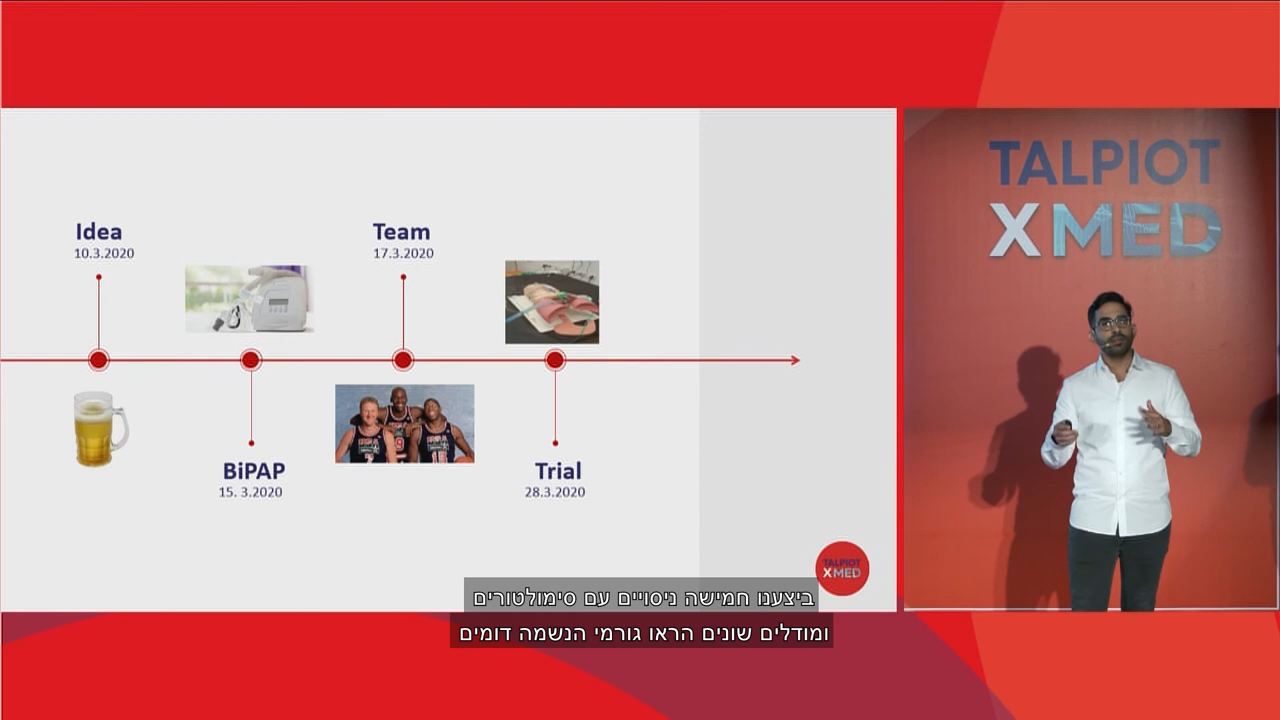 Idea
10.3.2020
Team
17.3.2020
BiPAP
15. 3.2020
Trial
28.3.2020
TALPIOT
XMED
TALPIOT
X MED
ביצענו חמישה ניסויים עם סימולטורים
ומודלים שונים הראו גורמי הנשמה דומים